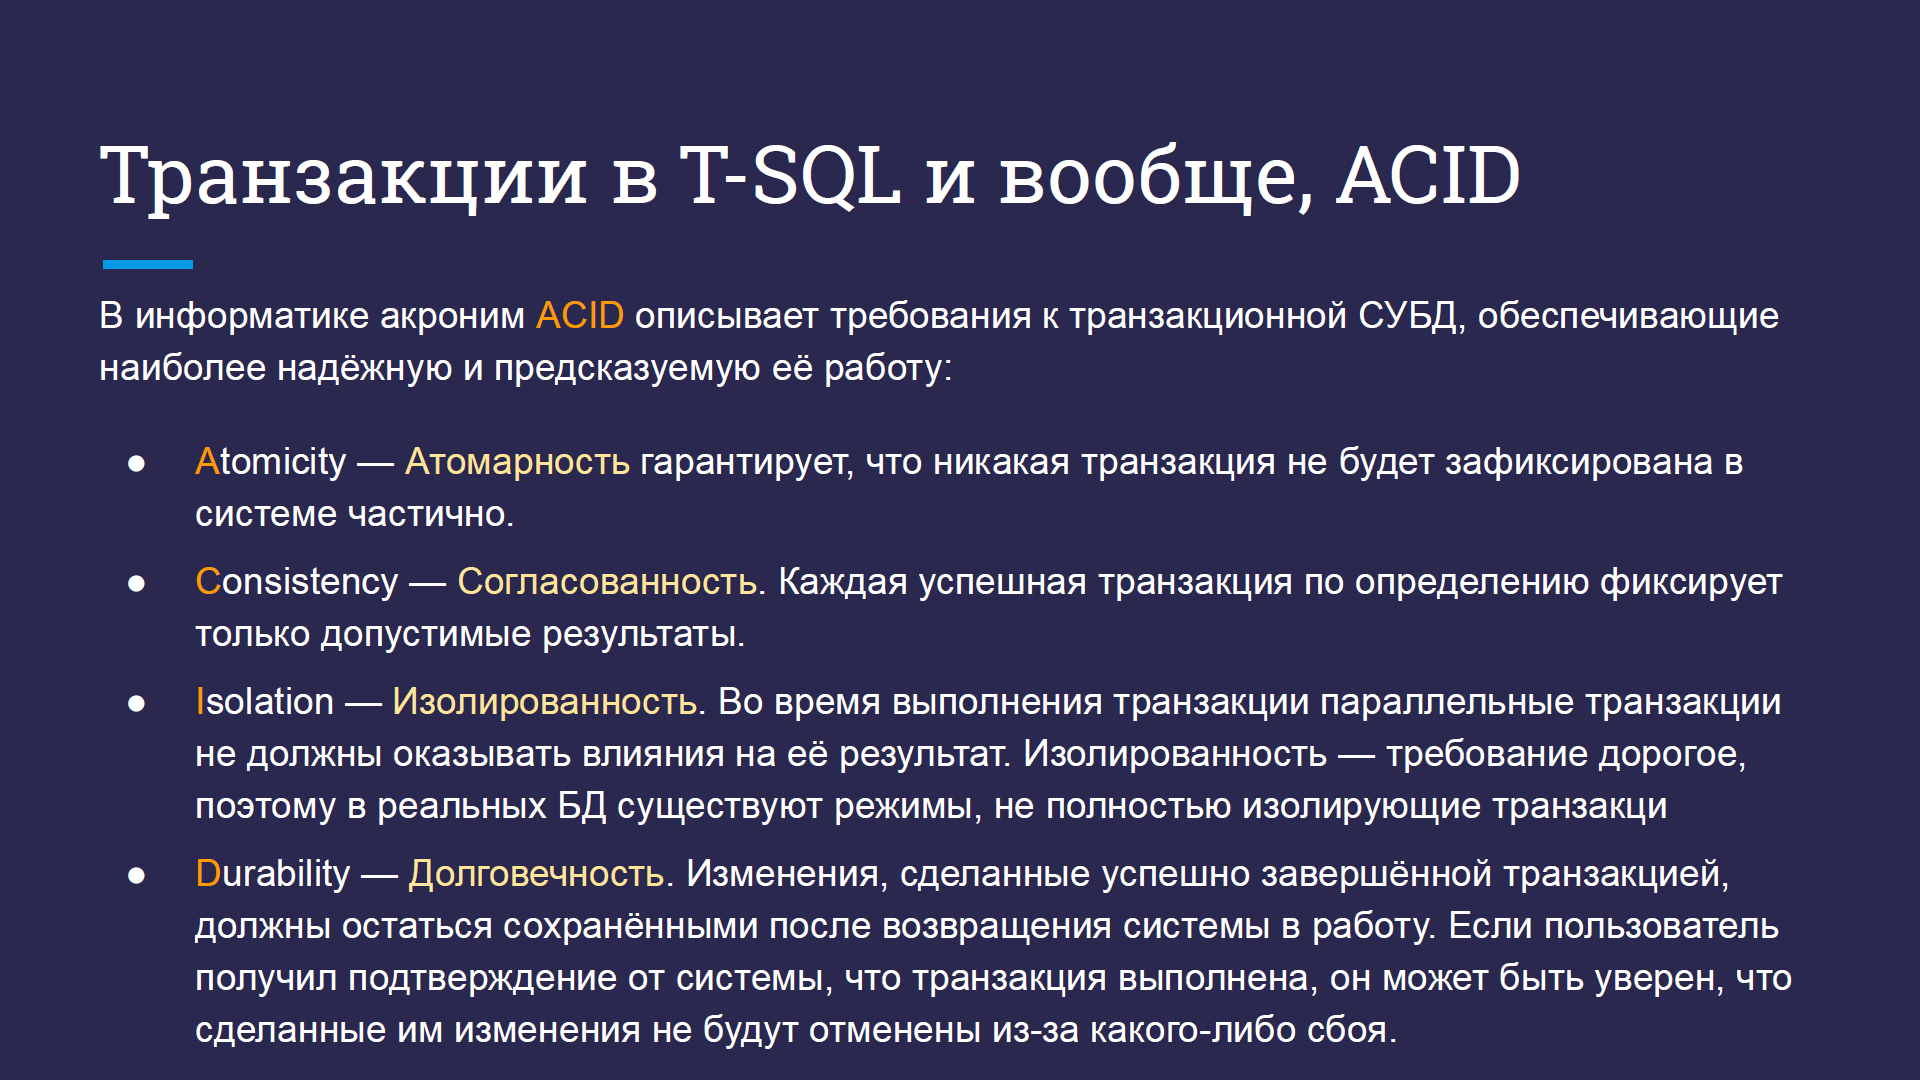 Транзакции в T-SQL и вообще, ACID
В информатике акроним ACID описывает требования к транзакционной СУБД, обеспечивающие
наиболее надёжную и предсказуемую её работу:
● Atomicity — Атомарность гарантирует, что никакая транзакция не будет зафиксирована в
системе частично.
● Consistency — Согласованность. Каждая успешная транзакция по определению фиксирует
только допустимые результаты.
● Isolation — Изолированность. Во время выполнения транзакции параллельные транзакции
не должны оказывать влияния на её результат. Изолированность — требование дорогое,
поэтому в реальных БД существуют режимы, не полностью изолирующие транзакци
● Durability — Долговечность. Изменения, сделанные успешно завершённой транзакцией,
должны остаться сохранёнными после возвращения системы в работу. Если пользователь
получил подтверждение от системы, что транзакция выполнена, он может быть уверен, что
сделанные им изменения не будут отменены из-за какого-либо сбоя.